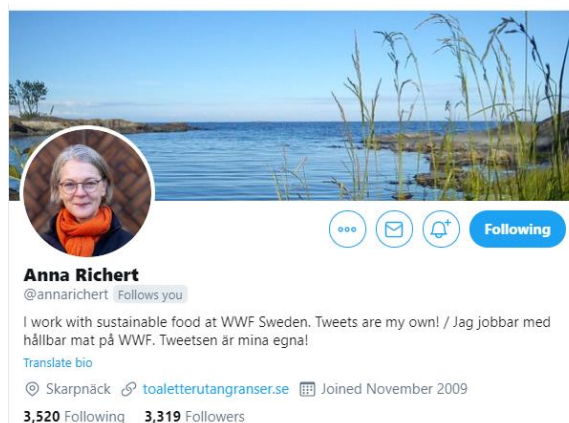 Following
Anna Richert
@annarichert Follows you
I work with sustainable food at WWF Sweden. Tweets are my own! / Jag jobbar med
hållbar mat på WWF. Tweetsen är mina egna!
Translate bio
Skarpnäck toaletterutangranser.se Joined November 2009
3,520 Following 3,319 Followers